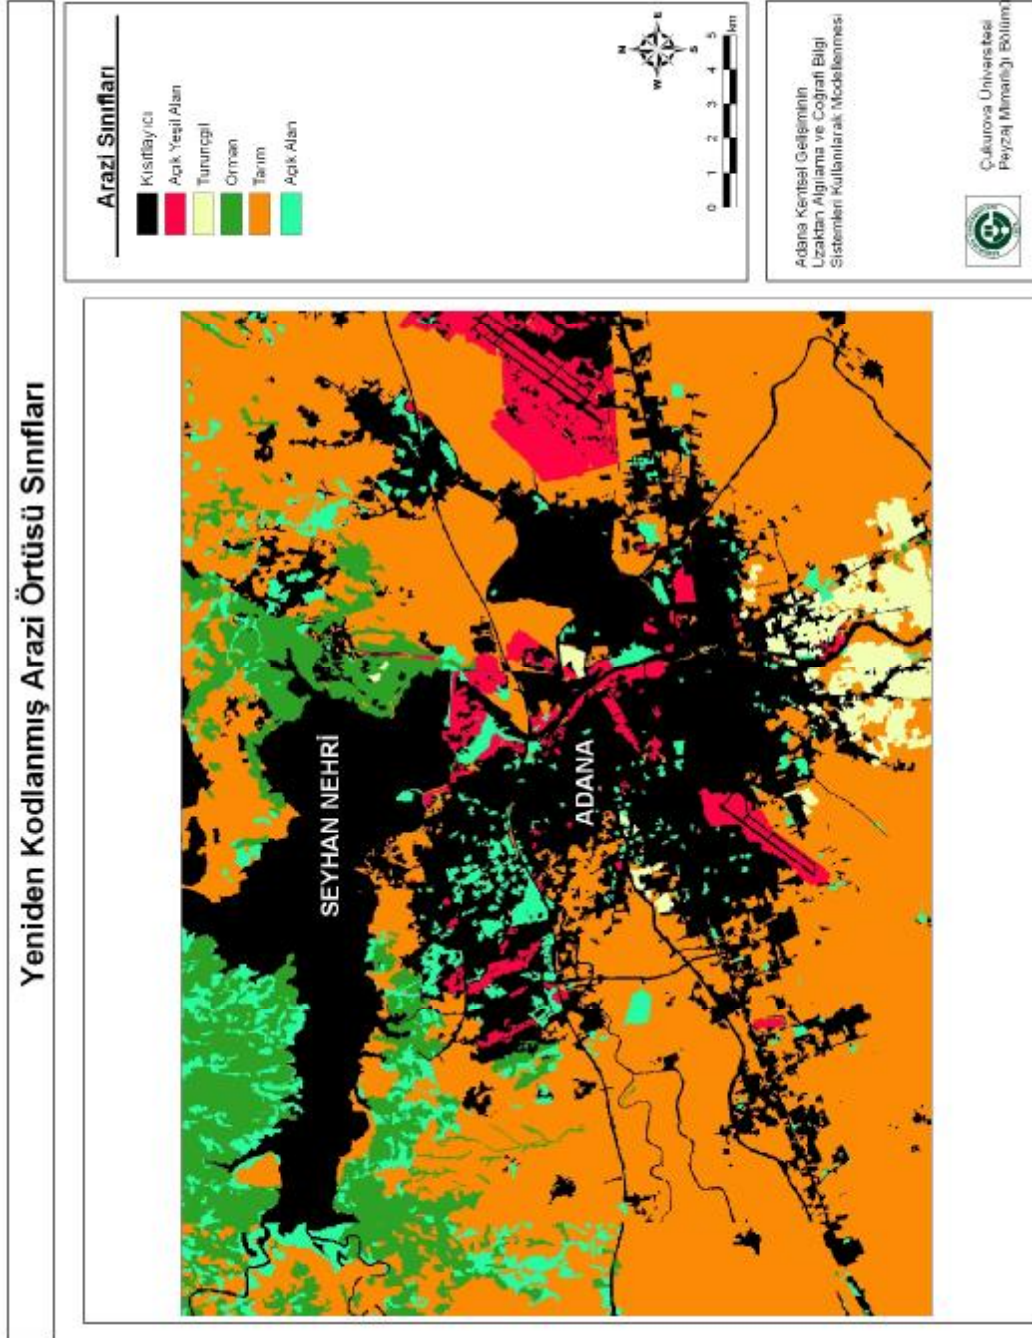 Yeniden Kodlanmış Arazi Örtüsü Sınıfları
SEYHAN NEHRİ
ADANA
Arazi Sınıfları
Kısıtlayıcı
Açık Yeşil Alan
Turunçgil
Orman
Tarım
Açık Alan
N
E
S
W
0 1 2 3 4 5
km
Adana Kentsel Gelişiminin
Uzaktan Algılama ve Coğrafi Bilgi
Sistemleri Kullanılarak Modellenmesi
Çukurova Üniversitesi
Peyzaj Mimarlığı Bölümü